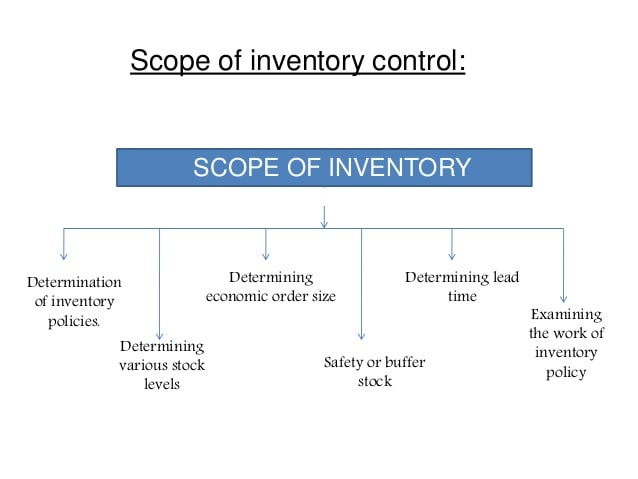 Scope of inventory control:
SCOPE OF INVENTORY
Determination
of inventory
policies.
Determining
various stock
levels
Determining
economic order size
Safety or buffer
stock
Determining lead
time
Examining
the work of
inventory
policy